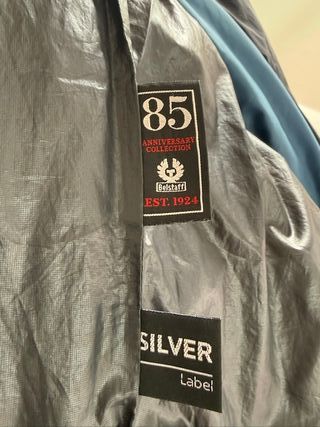 85
ANNIVERSARY
COLLECTION
Belstaff
EST. 1924
SILVER
Label